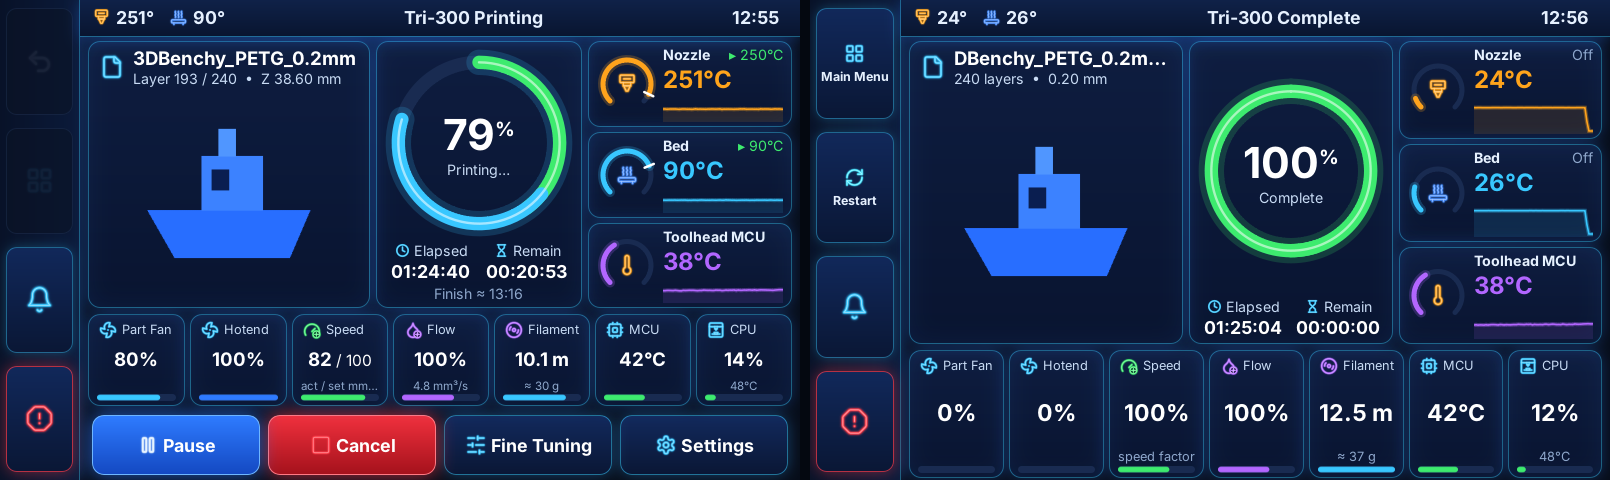 251° 90° Tri-300 Printing 12:55
3DBenchy_PETG_0.2mm
Layer 193 / 240 • Z 38.60 mm
79%
Printing...
Elapsed Remain
01:24:40 00:20:53
Finish ≈ 13:16
Nozzle ▸ 250°C
251°C
Bed ▸ 90°C
90°C
Toolhead MCU
38°C
Part Fan Hotend Speed Flow Filament MCU CPU
80% 100% 82 / 100 100% 10.1 m 42°C 14%
act / set mm... 4.8 mm³/s ≈ 30 g 48°C
Pause Cancel Fine Tuning Settings
24° 26° Tri-300 Complete 12:56
Main Menu
Restart
DBenchy_PETG_0.2m...
240 layers • 0.20 mm
100%
Complete
Elapsed Remain
01:25:04 00:00:00
Nozzle Off
24°C
Bed Off
26°C
Toolhead MCU
38°C
Part Fan Hotend Speed Flow Filament MCU CPU
0% 0% 100% 100% 12.5 m 42°C 12%
speed factor ≈ 37 g 48°C